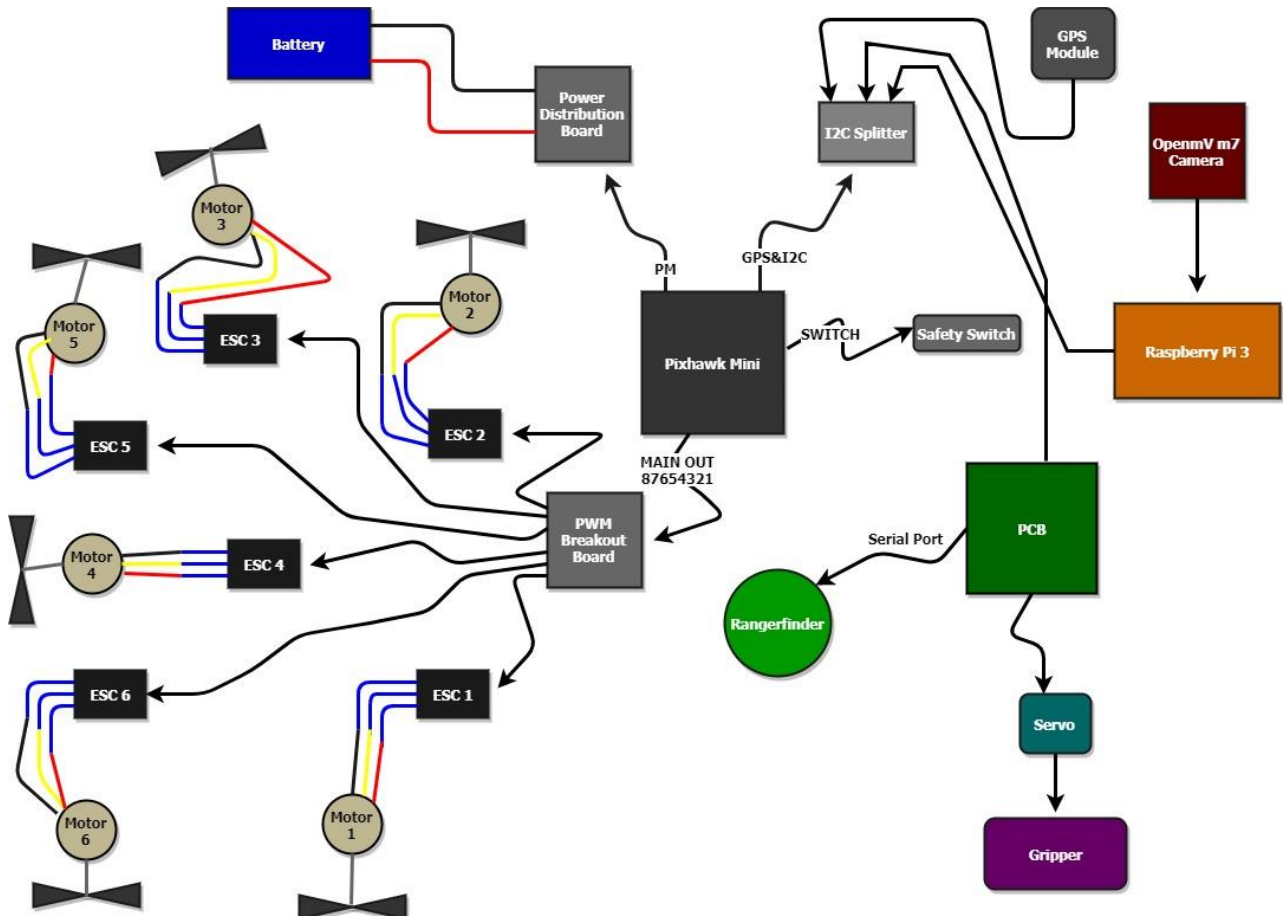 Battery
Power
Distribution
Board
GPS
Module
I2C Splitter
OpenmV m7
Camera
Motor
3
Motor
2
Motor
5
PM
GPS&I2C
ESC 3
Pixhawk Mini
SWITCH
Safety Switch
Raspberry Pi 3
ESC 5
ESC 2
MAIN OUT
87654321
PWM
Breakout
Board
PCB
Serial Port
Motor
4
ESC 4
Rangerfinder
ESC 6
ESC 1
Servo
Motor
6
Motor
1
Gripper